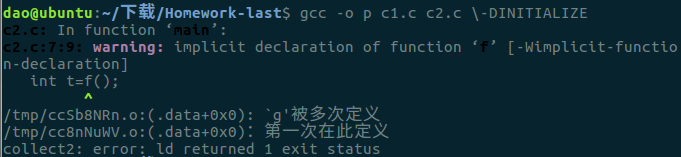 dao@ubuntu:~/下载/Homework-last$ gcc -o p c1.c c2.c \-DINITIALIZE
c2.c: In function ‘main’:
c2.c:7:9: warning: implicit declaration of function ‘f’ [-Wimplicit-functio
n-declaration]
int t=f();
^
/tmp/ccSb8NRn.o:(.data+0x0): `g'被多次定义
/tmp/cc8nNuWV.o:(.data+0x0)：第一次在此定义
collect2: error: ld returned 1 exit status